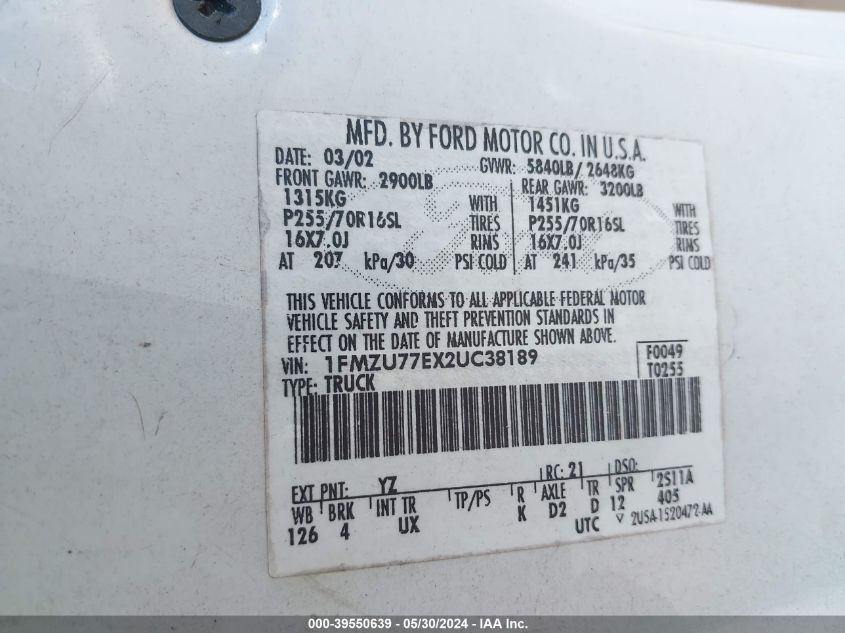 MFD. BY FORD MOTOR CO. IN U.S.A.
DATE: 03/02 GVWR: 5840LB/ 2648KG
FRONT GAWR: 2900LB REAR GAWR: 3200LB
1315KG WITH 1451KG WITH
P255/70R16SL TIRES P255/70R16SL TIRES
16X7.0J RIMS 16X7.0J RIMS
AT 207 kPa/30 PSI COLD AT 241 kPa/35 PSI COLD
THIS VEHICLE CONFORMS TO ALL APPLICABLE FEDERAL MOTOR
VEHICLE SAFETY AND THEFT PREVENTION STANDARDS IN
EFFECT ON THE DATE OF MANUFACTURE SHOWN ABOVE.
VIN: 1FMZU77EX2UC38189 F0049
TYPE: TRUCK T0255
EXT PNT: YZ RC: 21 DSO:
WB BRK INT TR TP/PS R AXLE TR SPR 2S11A
126 4 UX K D2 D 12 405
UTC ▽ 2U5A-1520472-AA
000-39550639 - 05/30/2024 - IAA Inc.